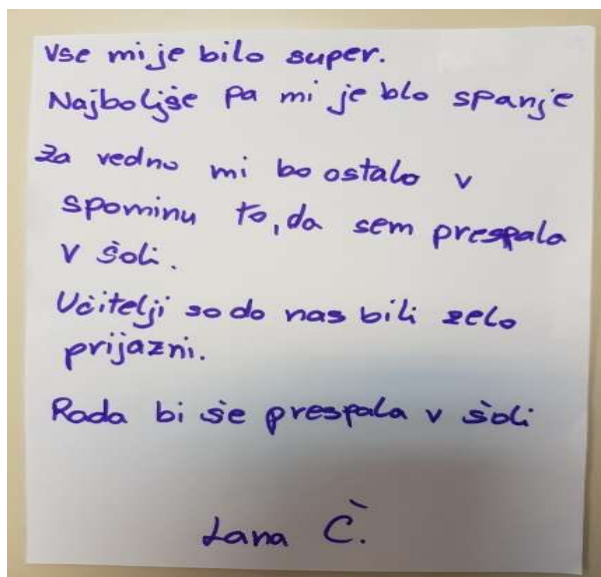 Vse mi je bilo super.
Najboljše pa mi je blo spanje
Za vedno mi bo ostalo v
spominu to, da sem prespala
v šoli.
Učitelji so do nas bili zelo
prijazni.
Rada bi še prespala v šoli
Lana Č.